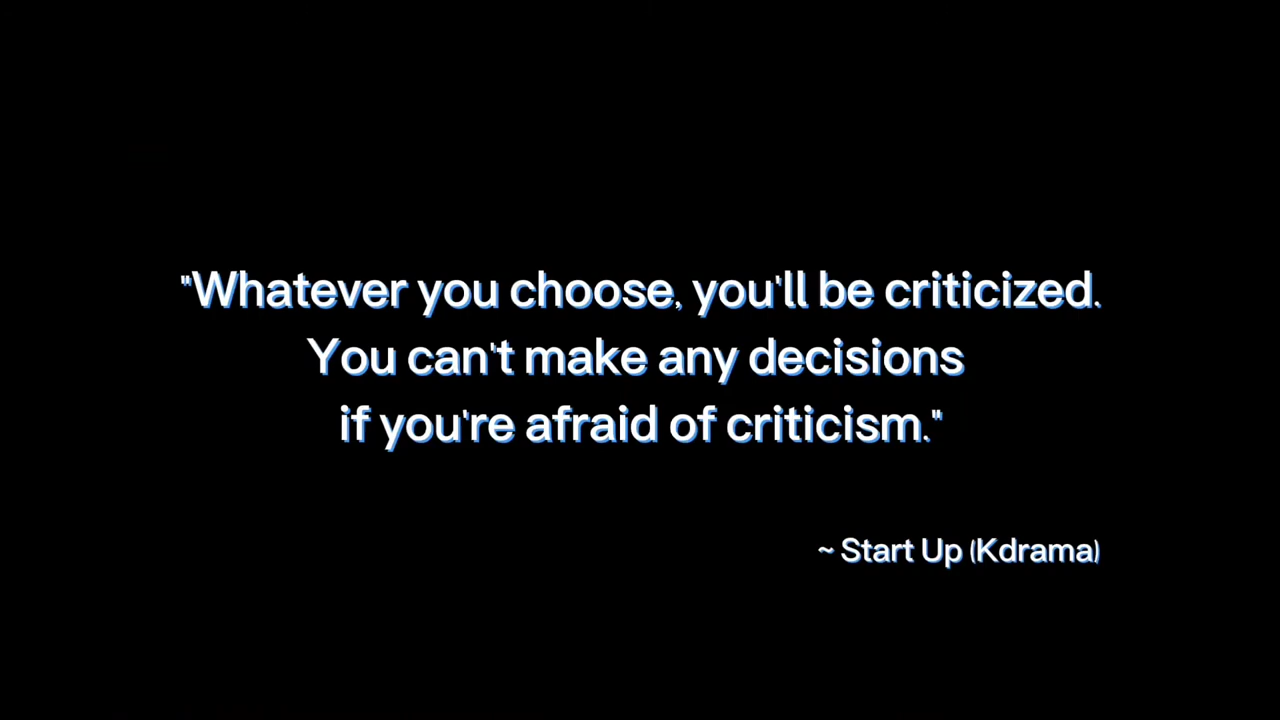 "Whatever you choose, you'll be criticized.
You can't make any decisions
if you're afraid of criticism."
~ Start Up (Kdrama)